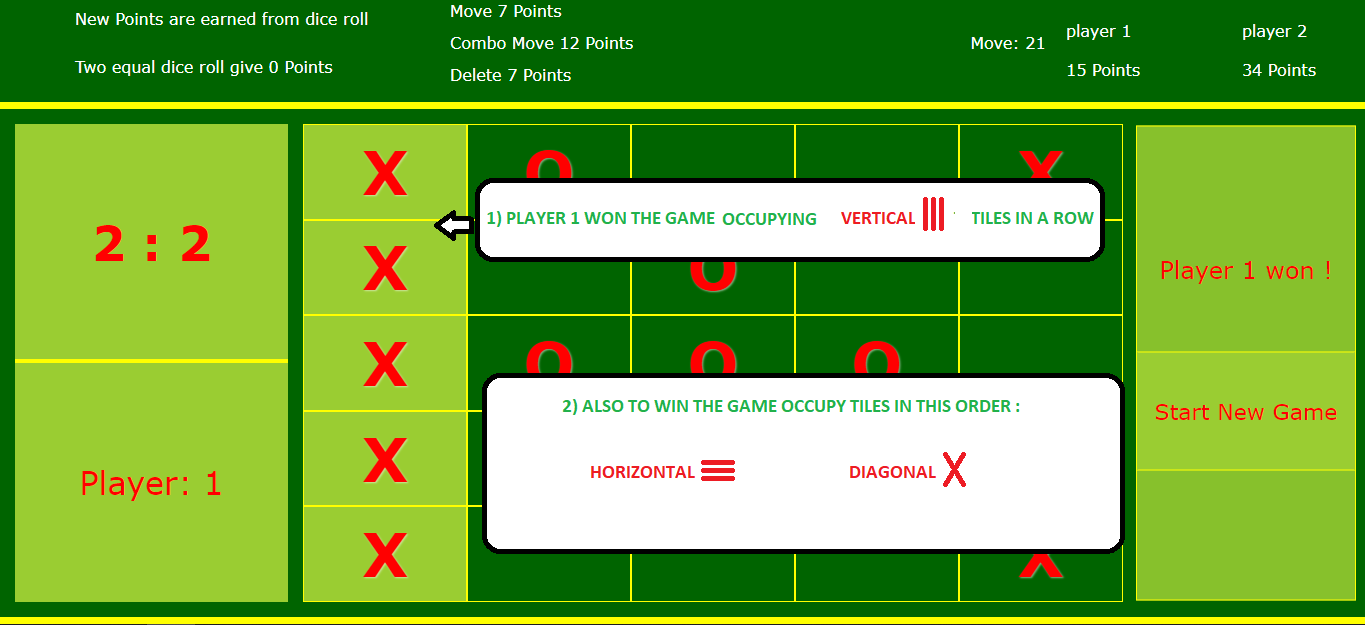 New Points are earned from dice roll
Two equal dice roll give 0 Points
Move 7 Points
Combo Move 12 Points
Delete 7 Points
Move: 21
player 1
15 Points
player 2
34 Points
2 : 2
Player: 1
X O X
1) PLAYER 1 WON THE GAME OCCUPYING VERTICAL TILES IN A ROW
X O
X O O O
2) ALSO TO WIN THE GAME OCCUPY TILES IN THIS ORDER :
HORIZONTAL DIAGONAL
X
X X
Player 1 won !
Start New Game